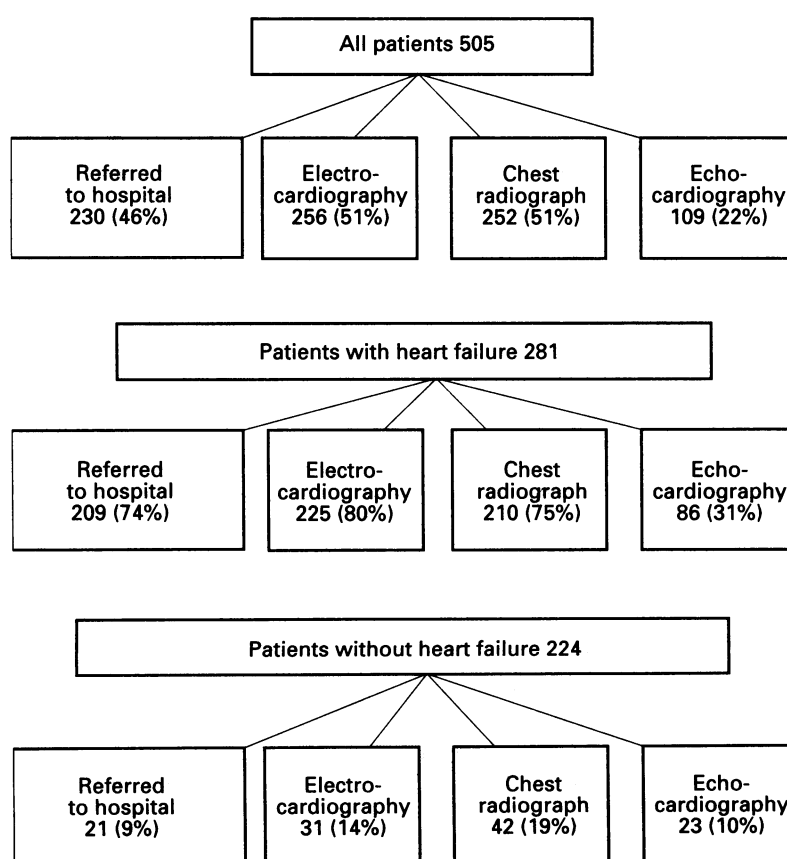 All patients 505
Referred
to hospital
230 (46%)
Electro-
cardiography
256 (51%)
Chest
radiograph
252 (51%)
Echo-
cardiography
109 (22%)
Patients with heart failure 281
Referred
to hospital
209 (74%)
Electro-
cardiography
225 (80%)
Chest
radiograph
210 (75%)
Echo-
cardiography
86 (31%)
Patients without heart failure 224
Referred
to hospital
21 (9%)
Electro-
cardiography
31 (14%)
Chest
radiograph
42 (19%)
Echo-
cardiography
23 (10%)